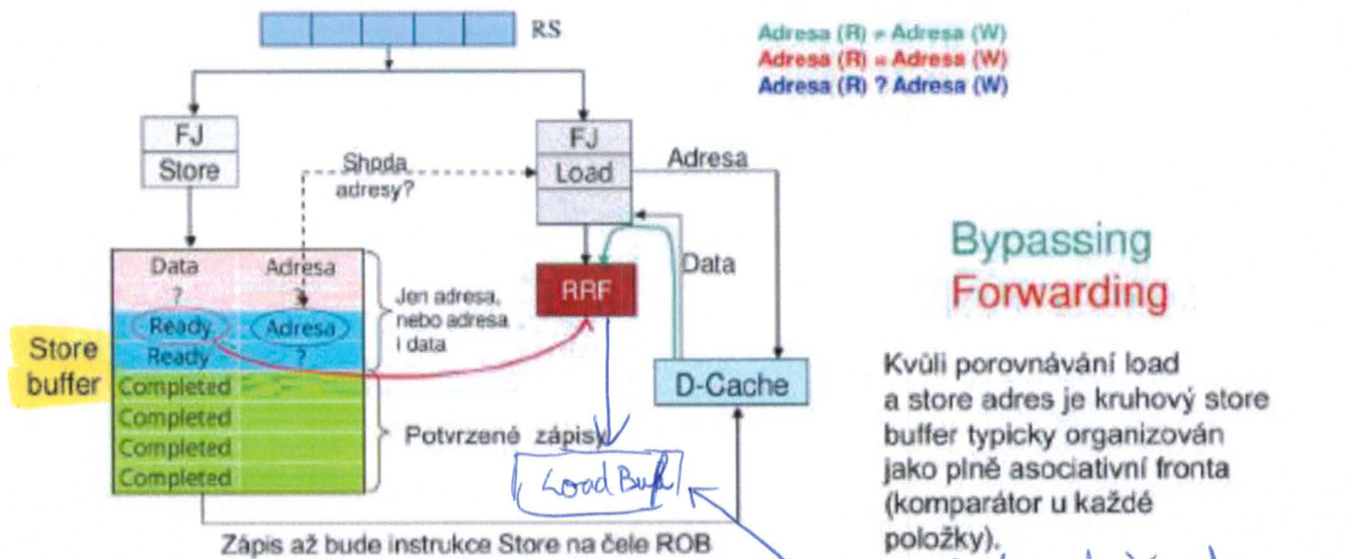 RS
Adresa (R) ≠ Adresa (W)
Adresa (R) = Adresa (W)
Adresa (R) ? Adresa (W)
FJ
Store
Shoda
adresy?
FJ
Load
Adresa
Data
Adresa
?
?
Ready
Adresa
Ready
?
Completed
Completed
Completed
Completed
Store
buffer
Jen adresa,
nebo adresa
i data
Potvrzené zápisy
RRF
Data
D-Cache
Load Buf
Zápis až bude instrukce Store na čele ROB
Bypassing
Forwarding
Kvůli porovnávání load
a store adres je kruhový store
buffer typicky organizován
jako plně asociativní fronta
(komparátor u každé
položky).